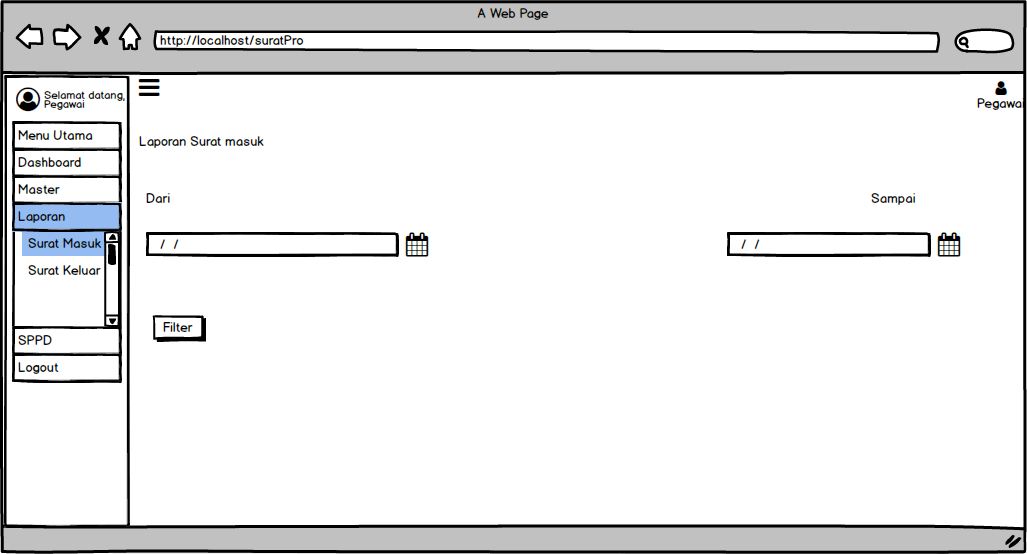 A Web Page
http://localhost/suratPro
Selamat datang,
Pegawai
Pegawai
Menu Utama
Dashboard
Master
Laporan
Surat Masuk
Surat Keluar
SPPD
Logout
Laporan Surat masuk
Dari
Sampai
/ /
/ /
Filter